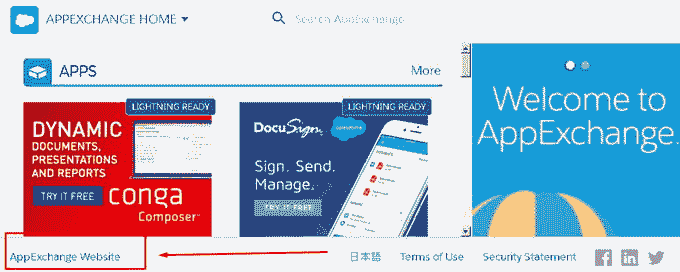 APPEXCHANGE HOME
Search AppExchange
APPS
More
LIGHTNING READY
DYNAMIC
DOCUMENTS,
PRESENTATIONS
AND REPORTS
TRY IT FREE
conga
Composer™
LIGHTNING READY
DocuSign
Sign. Send.
Manage.
TRY IT FREE
Welcome to
AppExchange.
AppExchange Website
日本語
Terms of Use
Security Statement